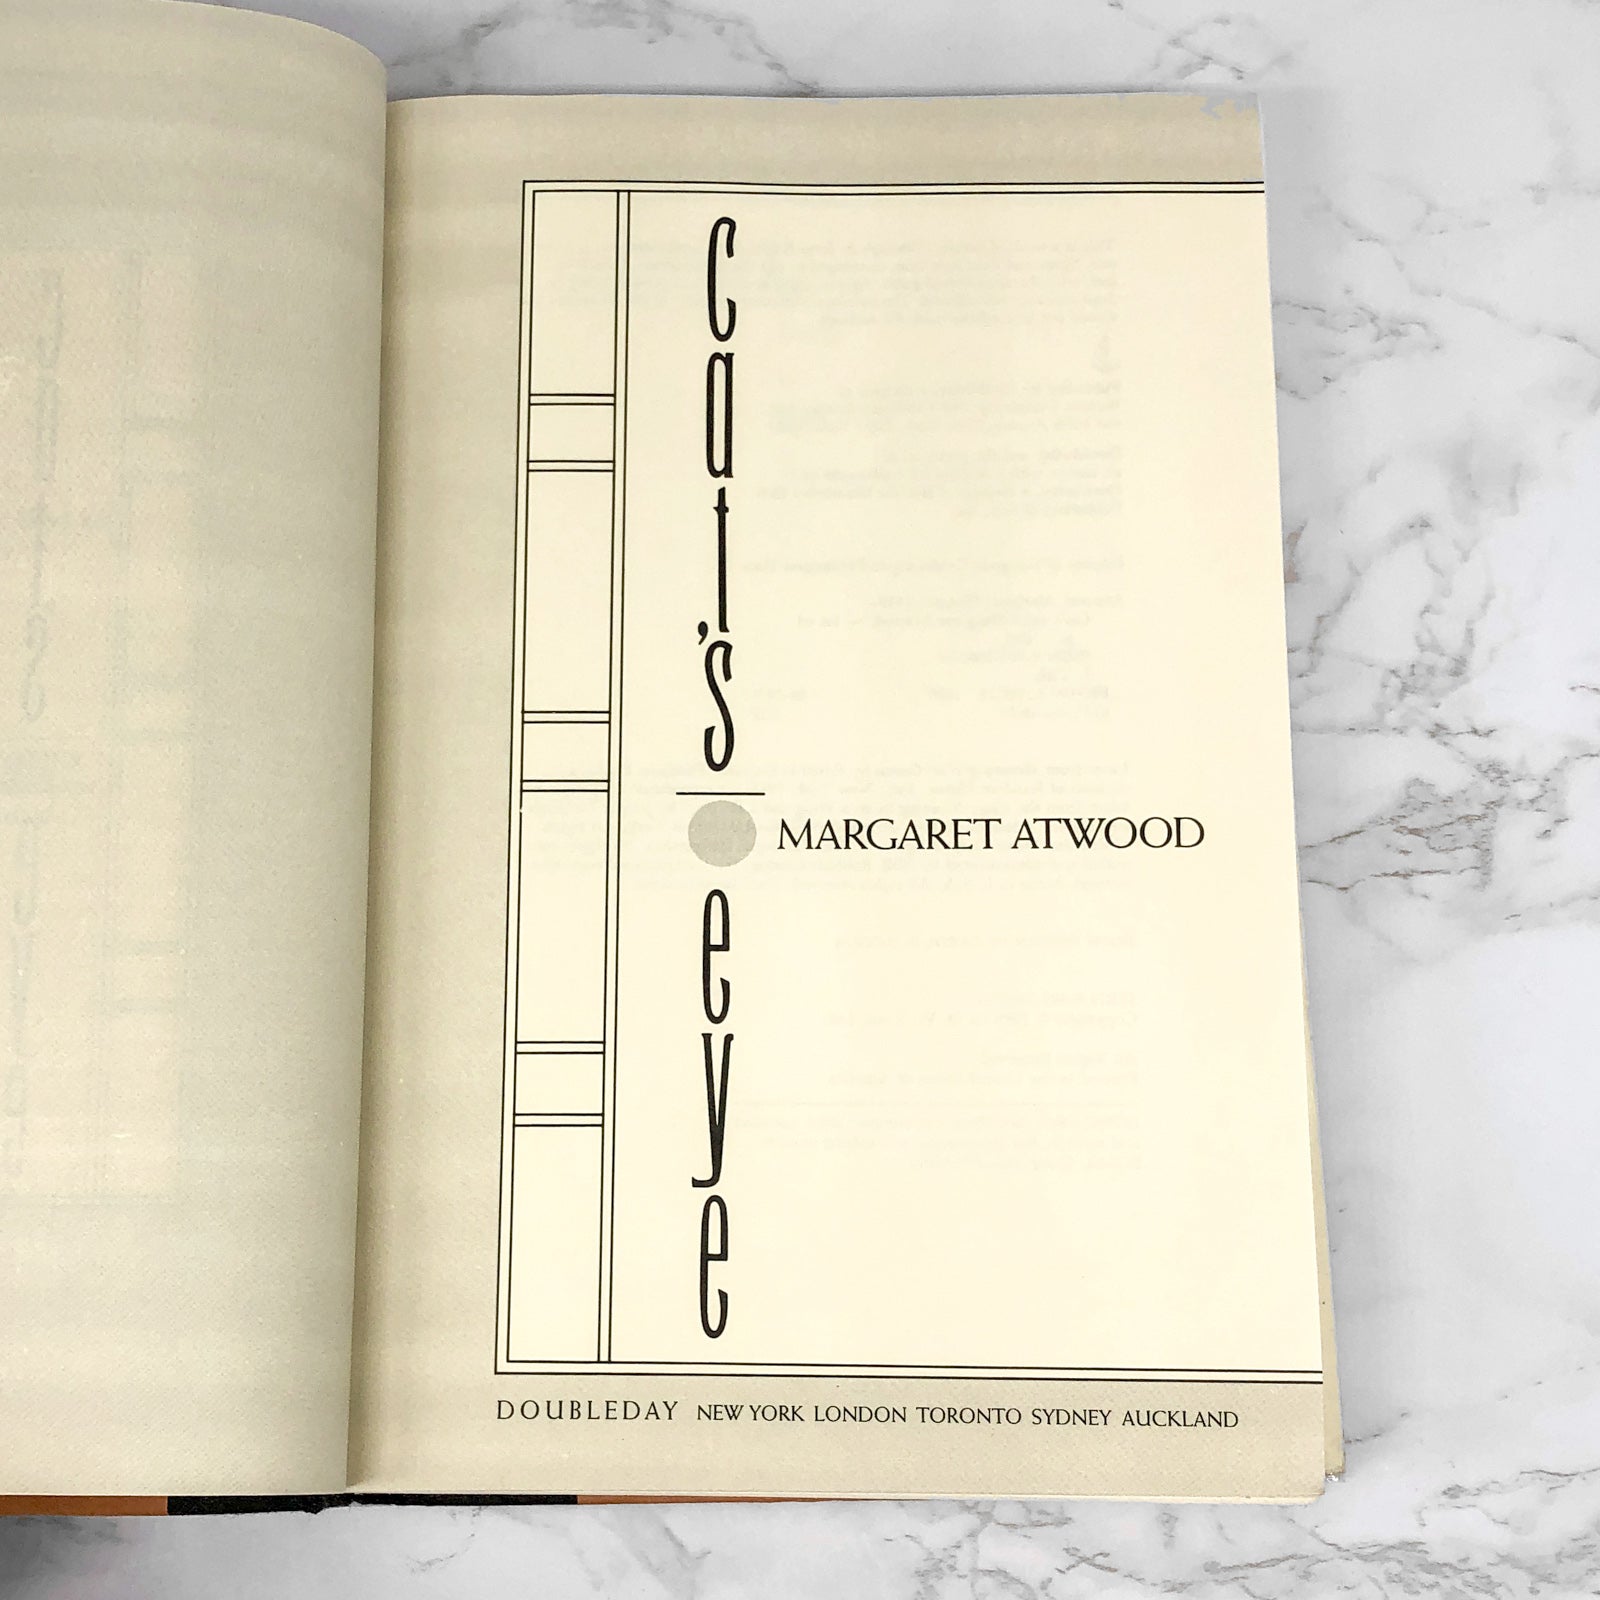 cat's
MARGARET ATWOOD
eye
DOUBLEDAY NEW YORK LONDON TORONTO SYDNEY AUCKLAND